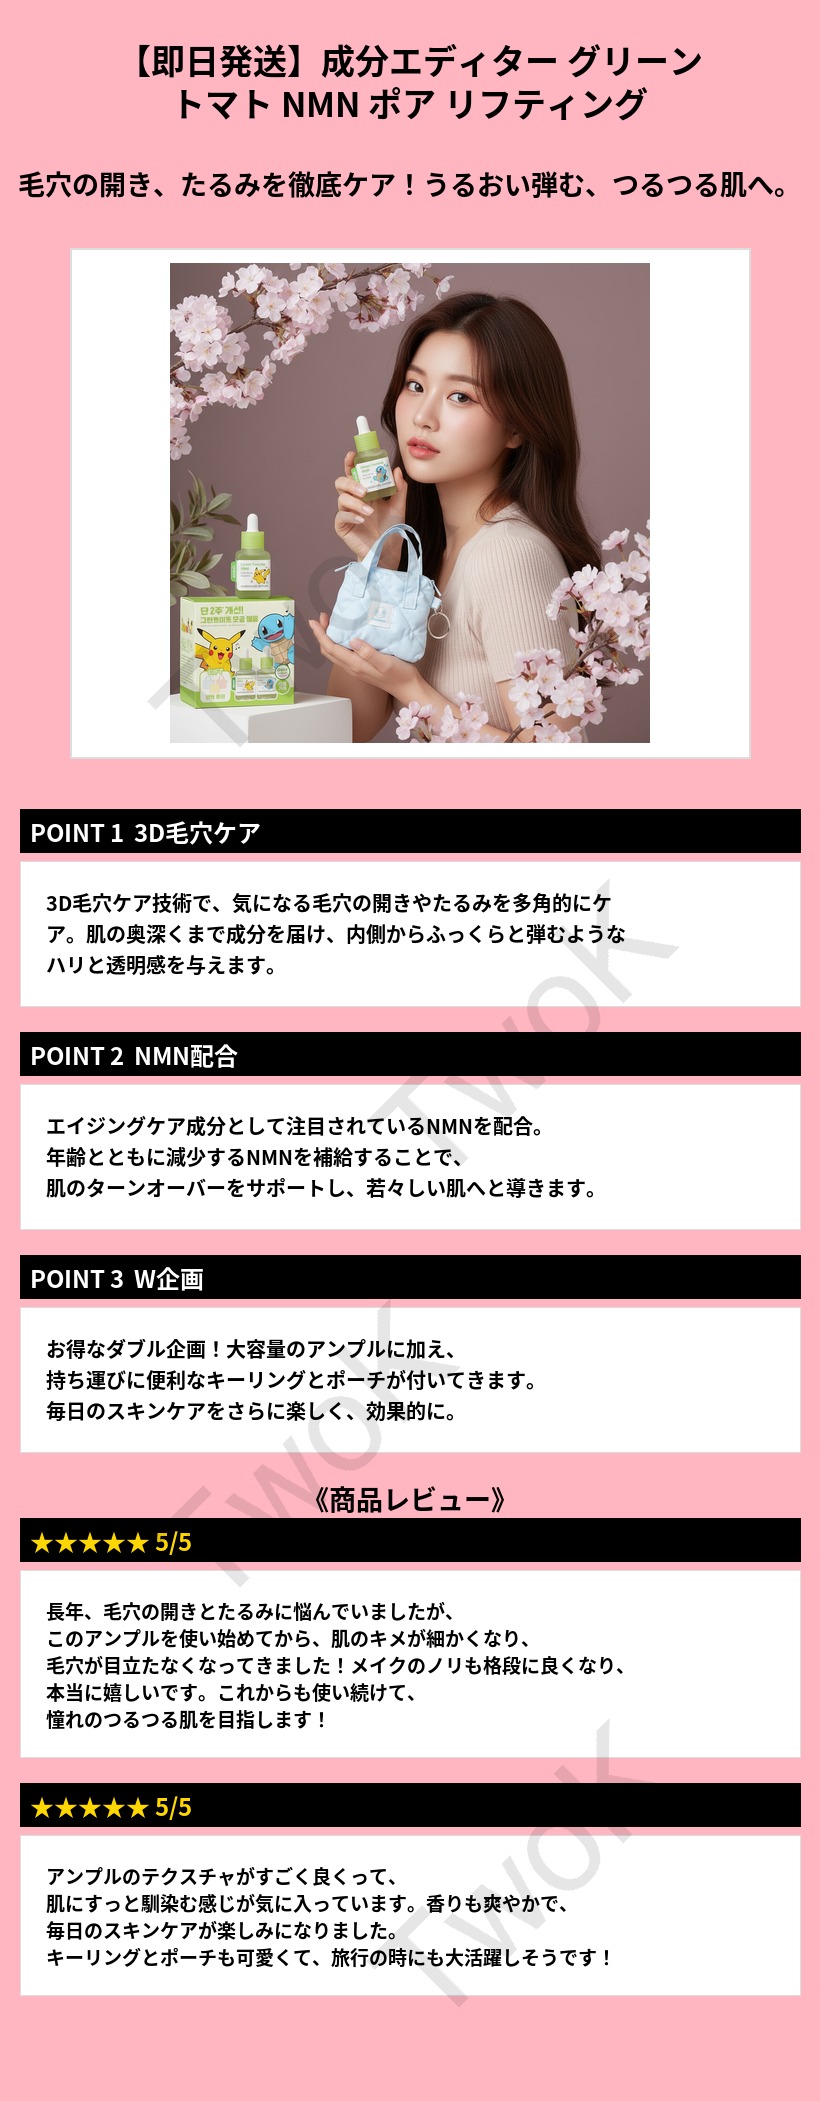 【即日発送】成分エディター グリーン
トマト NMN ポア リフティング
毛穴の開き、たるみを徹底ケア！うるおい弾む、つるつる肌へ。
단 2주 개선!
그린토마토 모공 앰플
POINT 1 3D毛穴ケア
3D毛穴ケア技術で、気になる毛穴の開きやたるみを多角的にケ
ア。肌の奥深くまで成分を届け、内側からふっくらと弾むような
ハリと透明感を与えます。
POINT 2 NMN配合
エイジングケア成分として注目されているNMNを配合。
年齢とともに減少するNMNを補給することで、
肌のターンオーバーをサポートし、若々しい肌へと導きます。
POINT 3 W企画
お得なダブル企画！大容量のアンプルに加え、
持ち運びに便利なキーリングとポーチが付いてきます。
毎日のスキンケアをさらに楽しく、効果的に。
《商品レビュー》
★★★★★ 5/5
長年、毛穴の開きとたるみに悩んでいましたが、
このアンプルを使い始めてから、肌のキメが細かくなり、
毛穴が目立たなくなってきました！メイクのノリも格段に良くなり、
本当に嬉しいです。これからも使い続けて、
憧れのつるつる肌を目指します！
★★★★★ 5/5
アンプルのテクスチャがすごく良くって、
肌にすっと馴染む感じが気に入っています。香りも爽やかで、
毎日のスキンケアが楽しみになりました。
キーリングとポーチも可愛くて、旅行の時にも大活躍しそうです！
TwoK
TwoK
TwoK
TwoK